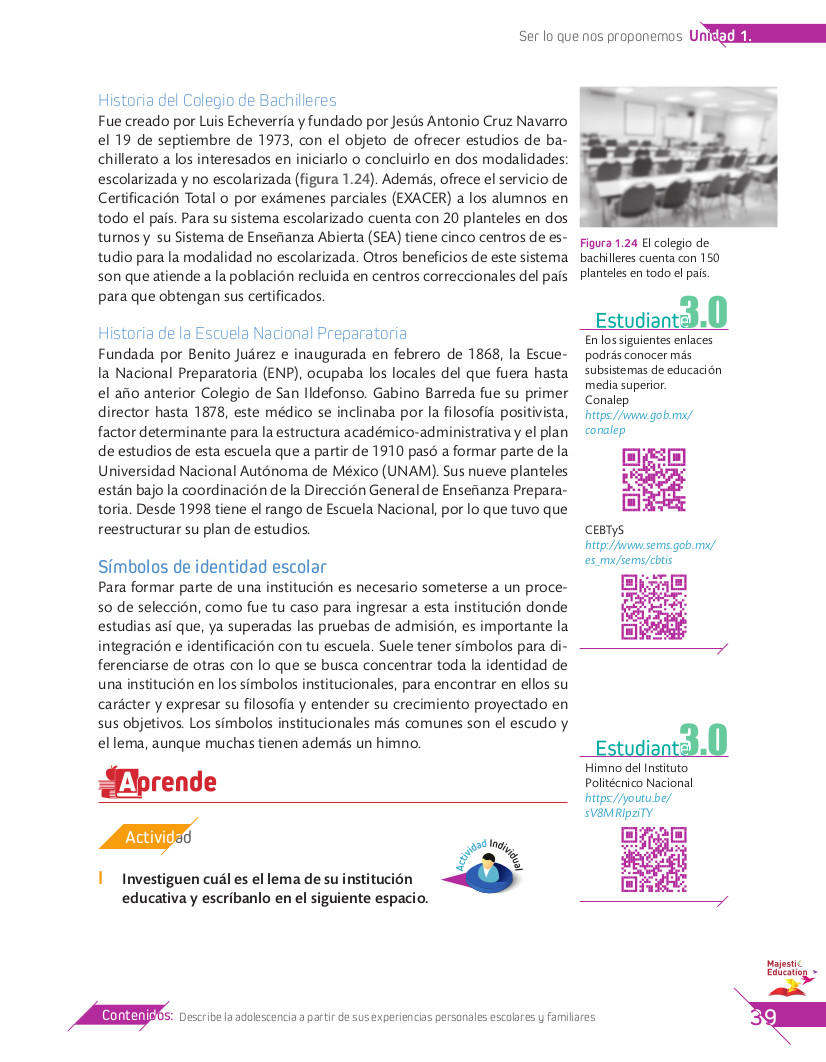 Ser lo que nos proponemos Unidad 1.
Historia del Colegio de Bachilleres
Fue creado por Luis Echeverría y fundado por Jesús Antonio Cruz Navarro
el 19 de septiembre de 1973, con el objeto de ofrecer estudios de ba-
chillerato a los interesados en iniciarlo o concluirlo en dos modalidades:
escolarizada y no escolarizada (figura 1.24). Además, ofrece el servicio de
Certificación Total o por exámenes parciales (EXACER) a los alumnos en
todo el país. Para su sistema escolarizado cuenta con 20 planteles en dos
turnos y su Sistema de Enseñanza Abierta (SEA) tiene cinco centros de es-
tudio para la modalidad no escolarizada. Otros beneficios de este sistema
son que atiende a la población recluida en centros correccionales del país
para que obtengan sus certificados.
Historia de la Escuela Nacional Preparatoria
Fundada por Benito Juárez e inaugurada en febrero de 1868, la Escue-
la Nacional Preparatoria (ENP), ocupaba los locales del que fuera hasta
el año anterior Colegio de San Ildefonso. Gabino Barreda fue su primer
director hasta 1878, este médico se inclinaba por la filosofía positivista,
factor determinante para la estructura académico-administrativa y el plan
de estudios de esta escuela que a partir de 1910 pasó a formar parte de la
Universidad Nacional Autónoma de México (UNAM). Sus nueve planteles
están bajo la coordinación de la Dirección General de Enseñanza Prepara-
toria. Desde 1998 tiene el rango de Escuela Nacional, por lo que tuvo que
reestructurar su plan de estudios.
Símbolos de identidad escolar
Para formar parte de una institución es necesario someterse a un proce-
so de selección, como fue tu caso para ingresar a esta institución donde
estudias así que, ya superadas las pruebas de admisión, es importante la
integración e identificación con tu escuela. Suele tener símbolos para di-
ferenciarse de otras con lo que se busca concentrar toda la identidad de
una institución en los símbolos institucionales, para encontrar en ellos su
carácter y expresar su filosofía y entender su crecimiento proyectado en
sus objetivos. Los símbolos institucionales más comunes son el escudo y
el lema, aunque muchas tienen además un himno.
Aprende
Actividad
I Investiguen cuál es el lema de su institución
educativa y escríbanlo en el siguiente espacio.
Actividad Individual
Figura 1.24 El colegio de
bachilleres cuenta con 150
planteles en todo el país.
Estudiante 3.0
En los siguientes enlaces
podrás conocer más
subsistemas de educación
media superior.
Conalep
https://www.gob.mx/
conalep
CEBTyS
http://www.sems.gob.mx/
es_mx/sems/cbtis
Estudiante 3.0
Himno del Instituto
Politécnico Nacional
https://youtu.be/
sV8MRIpziTY
Majestic
Education
Contenidos: Describe la adolescencia a partir de sus experiencias personales escolares y familiares
39